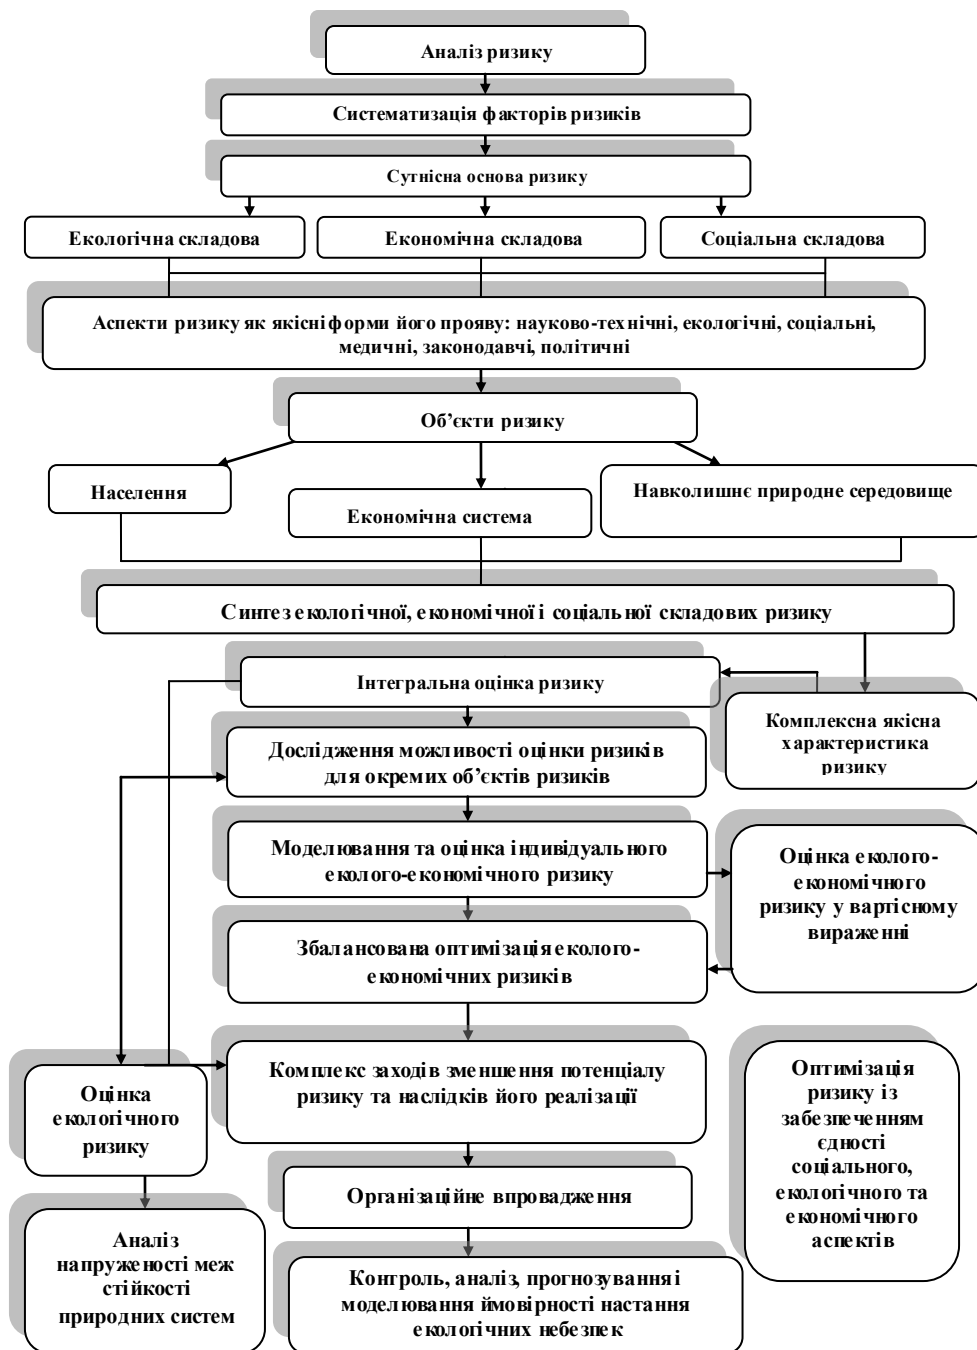 Аналіз ризику
Систематизація факторів ризиків
Сутнісна основа ризику
Екологічна складова
Економічна складова
Соціальна складова
Аспекти ризику як якісні форми його прояву: науково-технічні, екологічні, соціальні,
медичні, законодавчі, політичні
Об’єкти ризику
Населення
Економічна система
Навколишнє природне середовище
Синтез екологічної, економічної і соціальної складових ризику
Інтегральна оцінка ризику
Комплексна якісна
характеристика
ризику
Дослідження можливості оцінки ризиків
для окремих об’єктів ризиків
Моделювання та оцінка індивідуального
еколого-економічного ризику
Оцінка еколого-
економічного
ризику у вартісному
вираженні
Збалансована оптимізація еколого-
економічних ризиків
Комплекс заходів зменшення потенціалу
ризику та наслідків його реалізації
Оцінка
екологічного
ризику
Оптимізація
ризику із
забезпеченням
єдності
соціального,
екологічного та
економічного
аспектів
Організаційне впровадження
Аналіз
напруженості меж
стійкості
природних систем
Контроль, аналіз, прогнозування і
моделювання ймовірності настання
екологічних небезпек